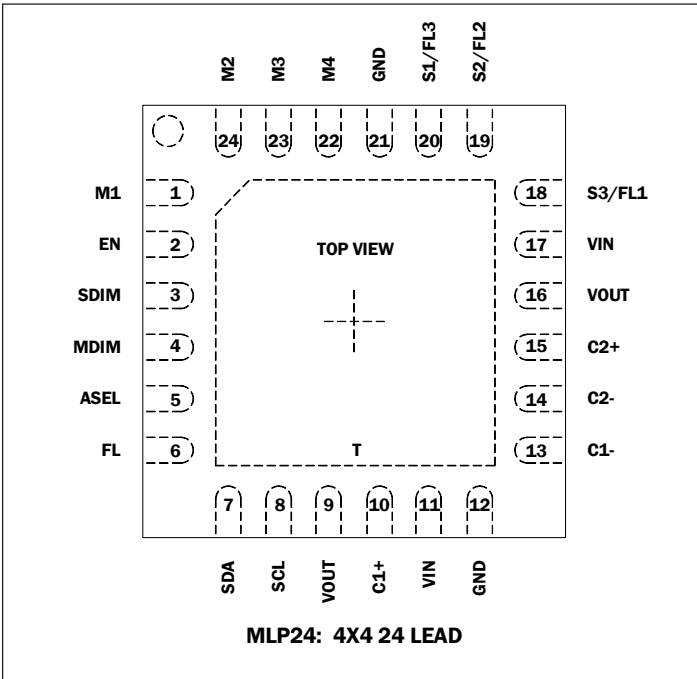 M2 M3 M4 GND S1/FL3 S2/FL2
24 23 22 21 20 19
M1 1 18 S3/FL1
EN 2 TOP VIEW 17 VIN
SDIM 3 16 VOUT
MDIM 4 15 C2+
ASEL 5 14 C2-
FL 6 T 13 C1-
7 8 9 10 11 12
SDA SCL VOUT C1+ VIN GND
MLP24: 4X4 24 LEAD